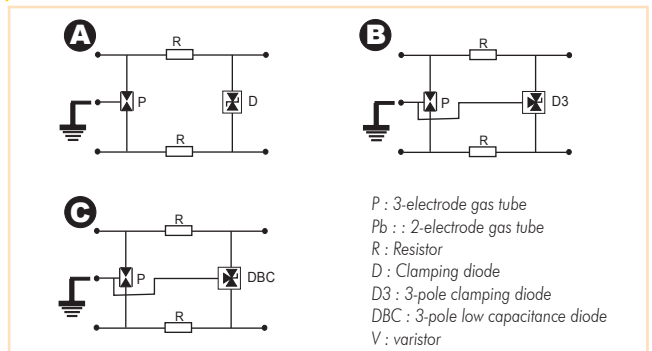 A
R
P
D
R
B
R
P
D3
R
C
R
P
DBC
R
P : 3-electrode gas tube
Pb : : 2-electrode gas tube
R : Resistor
D : Clamping diode
D3 : 3-pole clamping diode
DBC : 3-pole low capacitance diode
V : varistor